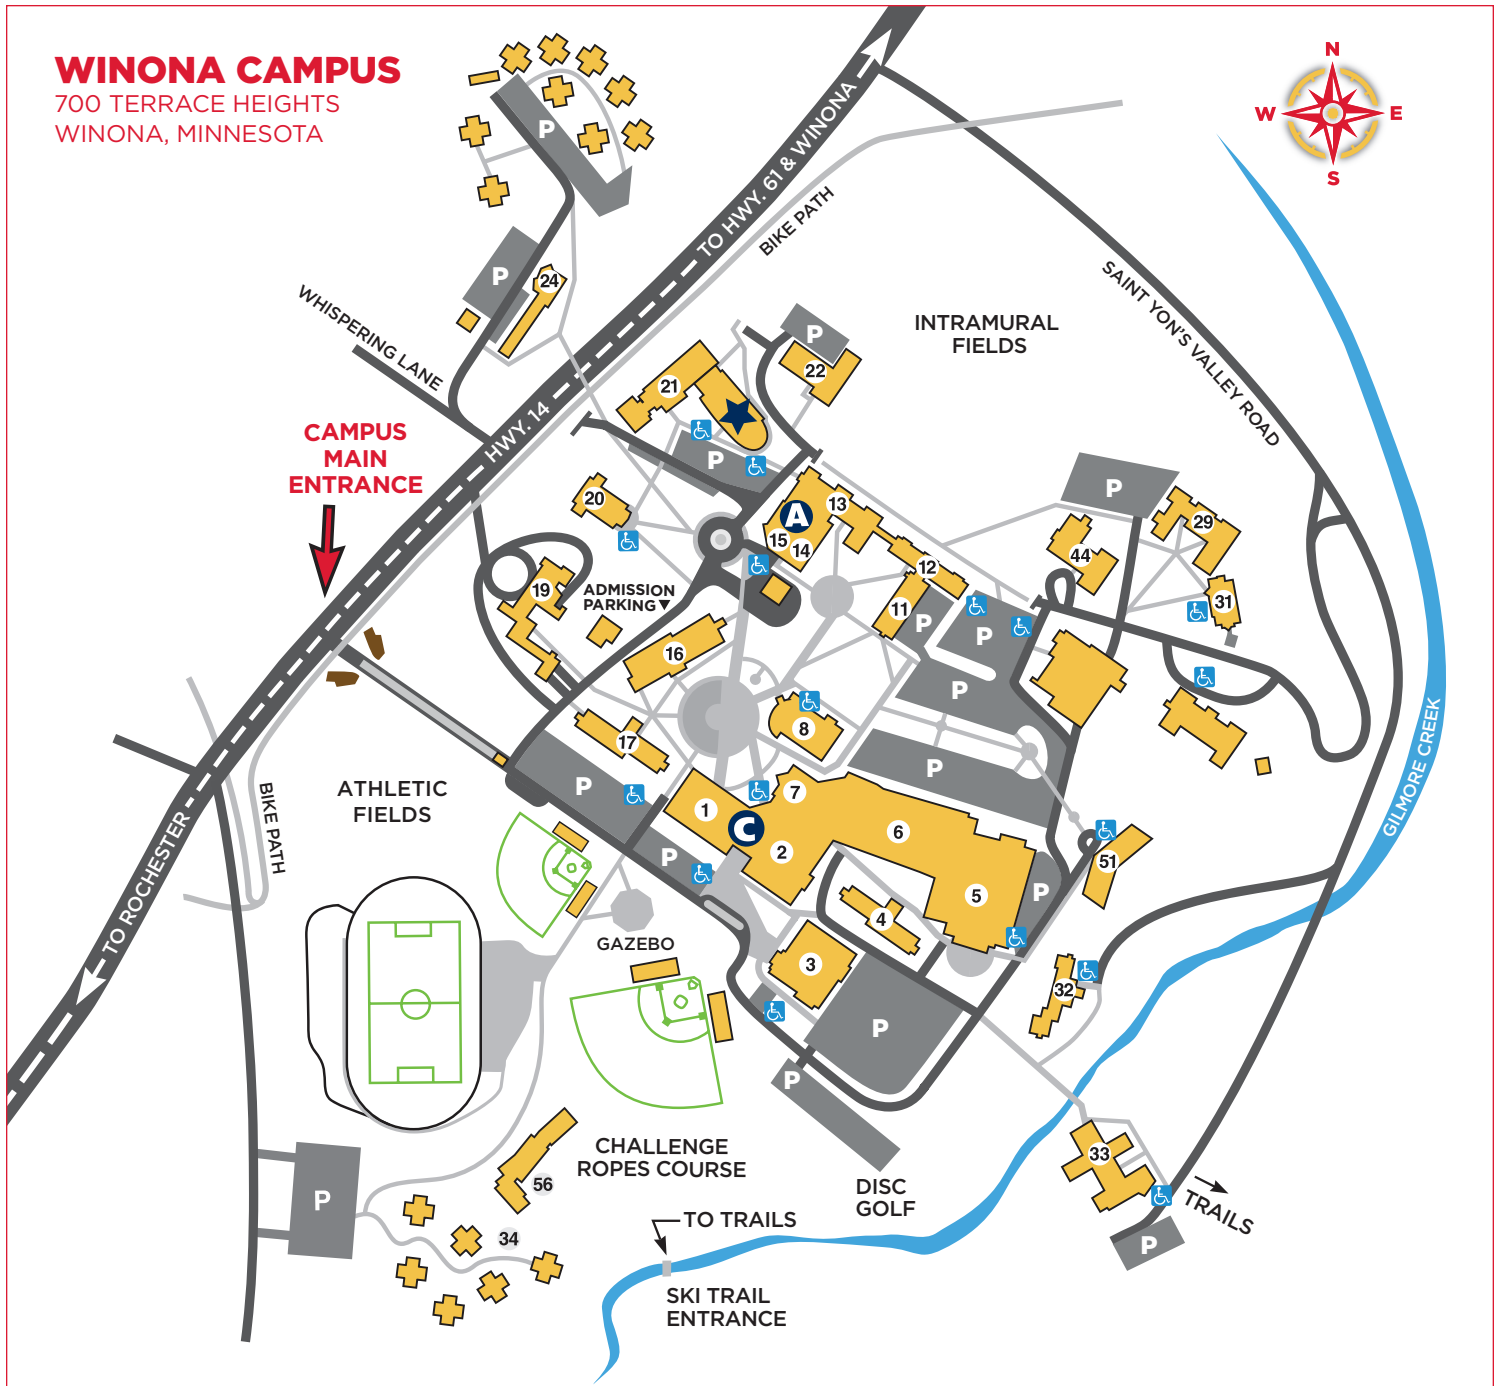 WINONA CAMPUS
700 TERRACE HEIGHTS
WINONA, MINNESOTA
N
W
E
S
P
TO HWY. 61 & WINONA
BIKE PATH
P
24
WHISPERING LANE
HWY. 14
SAINT YON'S VALLEY ROAD
INTRAMURAL
FIELDS
P
22
21
P
CAMPUS
MAIN
ENTRANCE
20
A
13
15
14
12
11
P
P
P
29
44
31
19
ADMISSION
PARKING
16
P
8
17
P
P
GILMORE CREEK
ATHLETIC
FIELDS
BIKE PATH
TO ROCHESTER
1
7
C
2
6
P
5
P
51
4
3
GAZEBO
32
P
P
CHALLENGE
ROPES COURSE
56
P
34
DISC
GOLF
33
TRAILS
P
TO TRAILS
SKI TRAIL
ENTRANCE